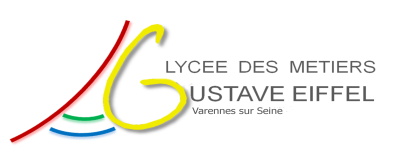 LYCEE DES METIERS
GUSTAVE EIFFEL
Varennes sur Seine